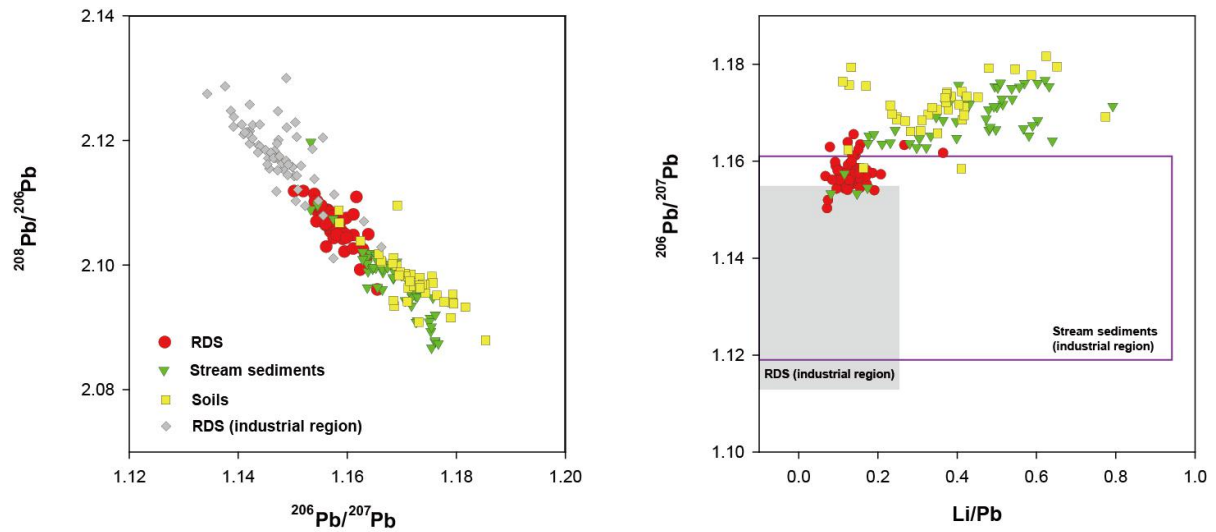 2.14
2.12
2.10
2.08
1.12
1.14
1.16
1.18
1.20
208Pb/206Pb
206Pb/207Pb
RDS
Stream sediments
Soils
RDS (industrial region)
1.18
1.16
1.14
1.12
1.10
0.0
0.2
0.4
0.6
0.8
1.0
206Pb/207Pb
Li/Pb
Stream sediments
(industrial region)
RDS (industrial region)